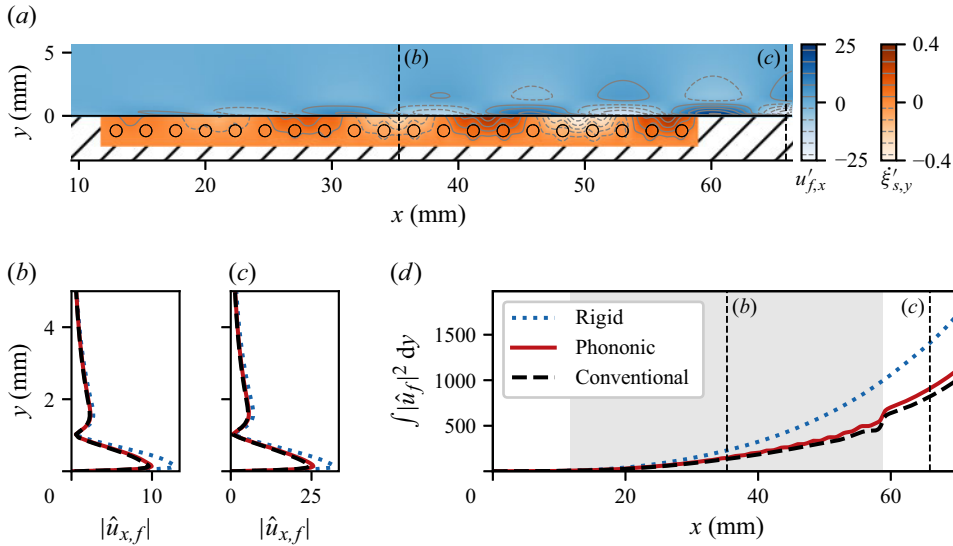 (a)
5
0
y (mm)
(b)
(c)
10
20
30
40
50
60
x (mm)
25
0
−25
u′f,x
0.4
0
−0.4
ξ̇′s,y
(b)
(c)
(d)
4
2
0
y (mm)
0
10
|ûx,f|
0
25
|ûx,f|
1500
1000
500
∫|ûf|² dy
Rigid
Phononic
Conventional
(b)
(c)
0
20
40
60
x (mm)